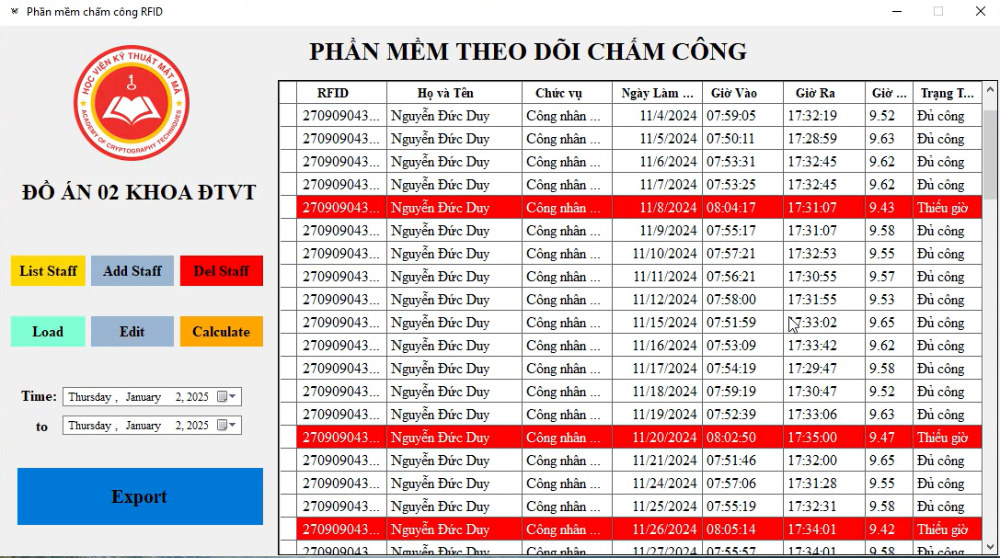 Phần mềm chấm công RFID
HỌC VIỆN KỸ THUẬT MẬT MÃ
ACADEMY OF CRYPTOGRAPHY TECHNIQUES
ĐỒ ÁN 02 KHOA ĐTVT
List Staff Add Staff Del Staff
Load Edit Calculate
Time: Thursday , January 2, 2025
to Thursday , January 2, 2025
Export
PHẦN MỀM THEO DÕI CHẤM CÔNG
RFID Họ và Tên Chức vụ Ngày Làm ... Giờ Vào Giờ Ra Giờ ... Trạng T...
270909043... Nguyễn Đức Duy Công nhân ... 11/4/2024 07:59:05 17:32:19 9.52 Đủ công
270909043... Nguyễn Đức Duy Công nhân ... 11/5/2024 07:50:11 17:28:59 9.63 Đủ công
270909043... Nguyễn Đức Duy Công nhân ... 11/6/2024 07:53:31 17:32:45 9.62 Đủ công
270909043... Nguyễn Đức Duy Công nhân ... 11/7/2024 07:53:25 17:32:45 9.62 Đủ công
270909043... Nguyễn Đức Duy Công nhân ... 11/8/2024 08:04:17 17:31:07 9.43 Thiếu giờ
270909043... Nguyễn Đức Duy Công nhân ... 11/9/2024 07:55:17 17:31:07 9.58 Đủ công
270909043... Nguyễn Đức Duy Công nhân ... 11/10/2024 07:57:21 17:32:53 9.55 Đủ công
270909043... Nguyễn Đức Duy Công nhân ... 11/11/2024 07:56:21 17:30:55 9.57 Đủ công
270909043... Nguyễn Đức Duy Công nhân ... 11/12/2024 07:58:00 17:31:55 9.53 Đủ công
270909043... Nguyễn Đức Duy Công nhân ... 11/15/2024 07:51:59 17:33:02 9.65 Đủ công
270909043... Nguyễn Đức Duy Công nhân ... 11/16/2024 07:53:09 17:33:42 9.62 Đủ công
270909043... Nguyễn Đức Duy Công nhân ... 11/17/2024 07:54:19 17:29:47 9.58 Đủ công
270909043... Nguyễn Đức Duy Công nhân ... 11/18/2024 07:59:19 17:30:47 9.52 Đủ công
270909043... Nguyễn Đức Duy Công nhân ... 11/19/2024 07:52:39 17:33:06 9.63 Đủ công
270909043... Nguyễn Đức Duy Công nhân ... 11/20/2024 08:02:50 17:35:00 9.47 Thiếu giờ
270909043... Nguyễn Đức Duy Công nhân ... 11/21/2024 07:51:46 17:32:00 9.65 Đủ công
270909043... Nguyễn Đức Duy Công nhân ... 11/24/2024 07:57:06 17:31:28 9.55 Đủ công
270909043... Nguyễn Đức Duy Công nhân ... 11/25/2024 07:55:19 17:32:31 9.58 Đủ công
270909043... Nguyễn Đức Duy Công nhân ... 11/26/2024 08:05:14 17:34:01 9.42 Thiếu giờ
270909043... Nguyễn Đức Duy Công nhân ... 11/27/2024 07:55:57 17:34:01 9.58 Đủ công